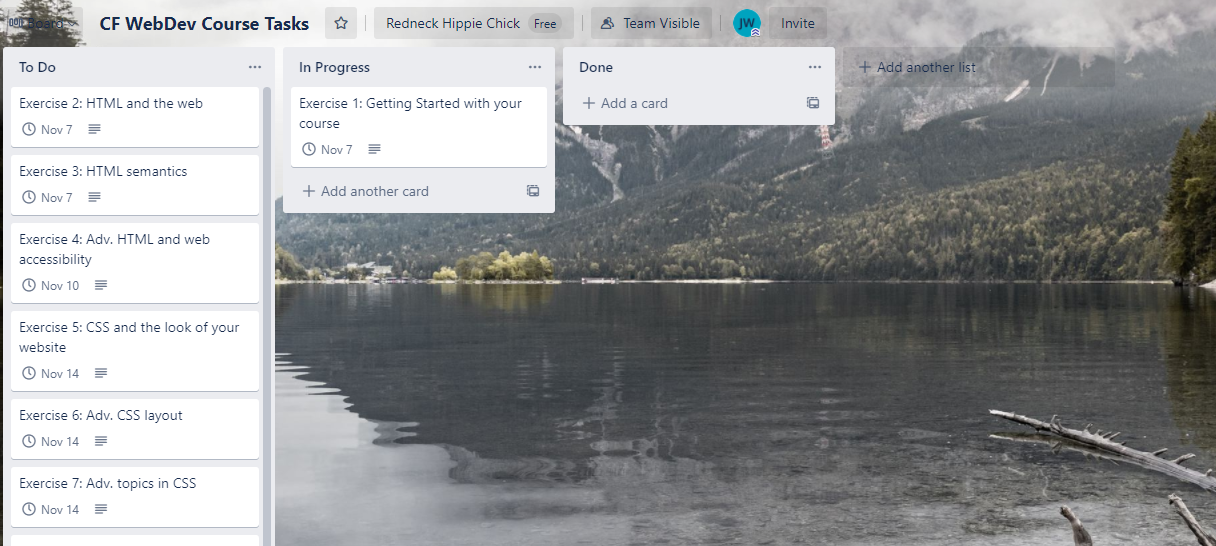 Board
CF WebDev Course Tasks
Redneck Hippie Chick Free
Team Visible
JW
Invite
To Do
Exercise 2: HTML and the web
Nov 7
Exercise 3: HTML semantics
Nov 7
Exercise 4: Adv. HTML and web
accessibility
Nov 10
Exercise 5: CSS and the look of your
website
Nov 14
Exercise 6: Adv. CSS layout
Nov 14
Exercise 7: Adv. topics in CSS
Nov 14
In Progress
Exercise 1: Getting Started with your
course
Nov 7
+ Add another card
Done
+ Add a card
+ Add another list